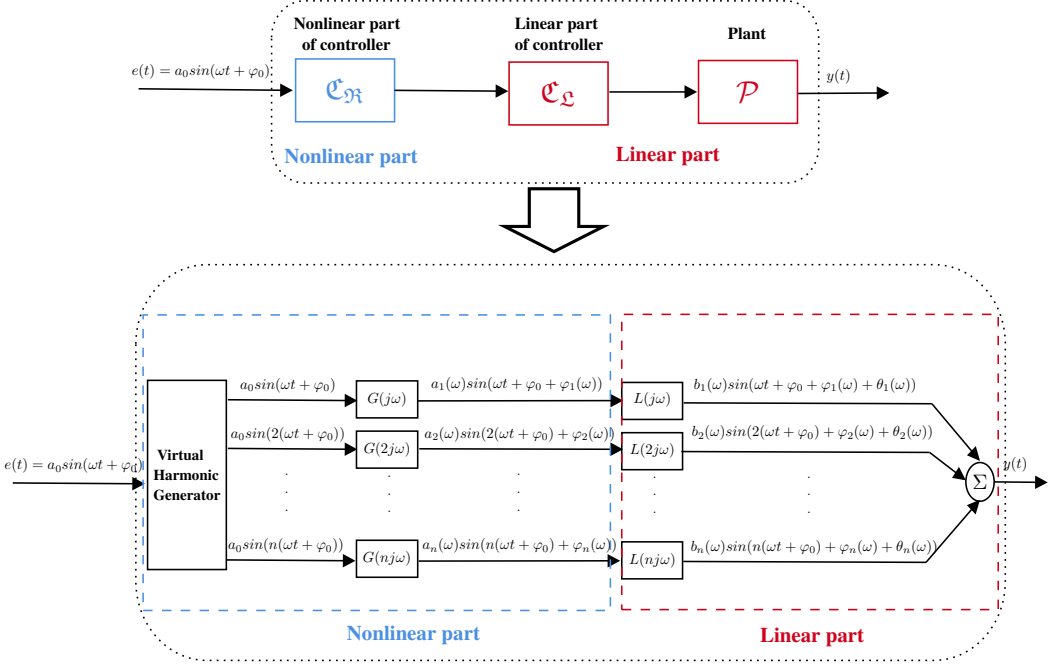 Nonlinear part
of controller
Linear part
of controller
Plant
e(t) = a₀sin(ωt + φ₀)
ℭ_ℜ
ℭ_𝔏
𝒫
y(t)
Nonlinear part
Linear part
a₀sin(ωt + φ₀)
G(jω)
a₁(ω)sin(ωt + φ₀ + φ₁(ω))
L(jω)
b₁(ω)sin(ωt + φ₀ + φ₁(ω) + θ₁(ω))
a₀sin(2(ωt + φ₀))
G(2jω)
a₂(ω)sin(2(ωt + φ₀) + φ₂(ω))
L(2jω)
b₂(ω)sin(2(ωt + φ₀) + φ₂(ω) + θ₂(ω))
e(t) = a₀sin(ωt + φ₀)
Virtual
Harmonic
Generator
Σ
y(t)
a₀sin(n(ωt + φ₀))
G(njω)
aₙ(ω)sin(n(ωt + φ₀) + φₙ(ω))
L(njω)
bₙ(ω)sin(n(ωt + φ₀) + φₙ(ω) + θₙ(ω))
Nonlinear part
Linear part